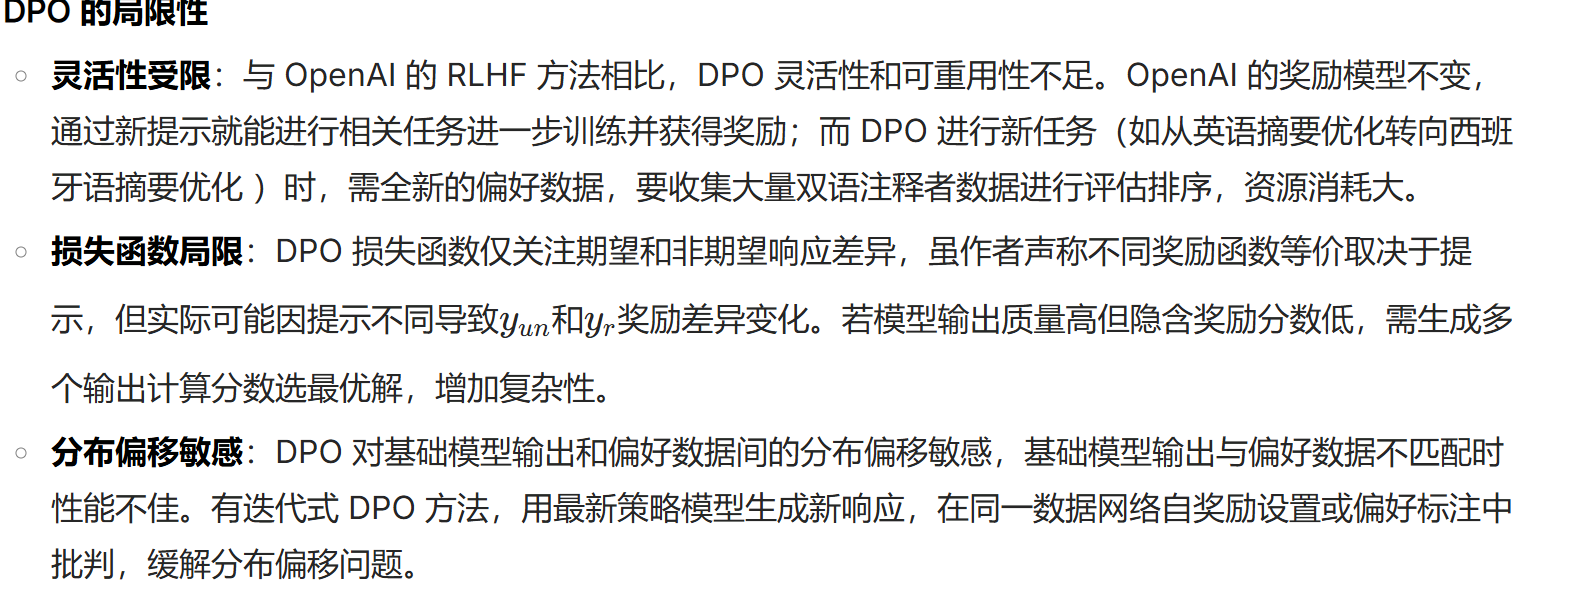 DPO 的局限性
灵活性受限：与 OpenAI 的 RLHF 方法相比，DPO 灵活性和可重用性不足。OpenAI 的奖励模型不变，
通过新提示就能进行相关任务进一步训练并获得奖励；而 DPO 进行新任务（如从英语摘要优化转向西班
牙语摘要优化 ）时，需全新的偏好数据，要收集大量双语注释者数据进行评估排序，资源消耗大。
损失函数局限：DPO 损失函数仅关注期望和非期望响应差异，虽作者声称不同奖励函数等价取决于提
示，但实际可能因提示不同导致y_{un}和y_r奖励差异变化。若模型输出质量高但隐含奖励分数低，需生成多
个输出计算分数选最优解，增加复杂性。
分布偏移敏感：DPO 对基础模型输出和偏好数据间的分布偏移敏感，基础模型输出与偏好数据不匹配时
性能不佳。有迭代式 DPO 方法，用最新策略模型生成新响应，在同一数据网络自奖励设置或偏好标注中
批判，缓解分布偏移问题。